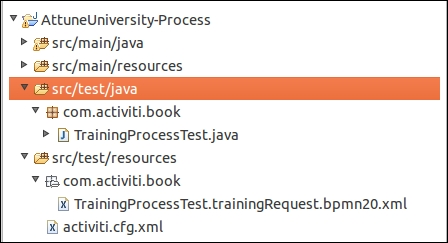 AttuneUniversity-Process
src/main/java
src/main/resources
src/test/java
com.activiti.book
TrainingProcessTest.java
src/test/resources
com.activiti.book
TrainingProcessTest.trainingRequest.bpmn20.xml
activiti.cfg.xml